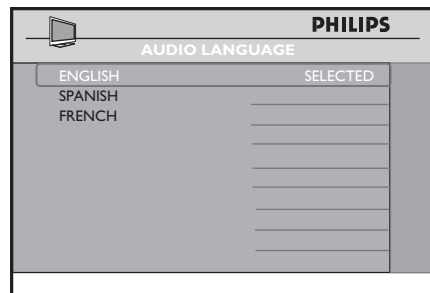 PHILIPS
AUDIO LANGUAGE
ENGLISH SELECTED
SPANISH
FRENCH